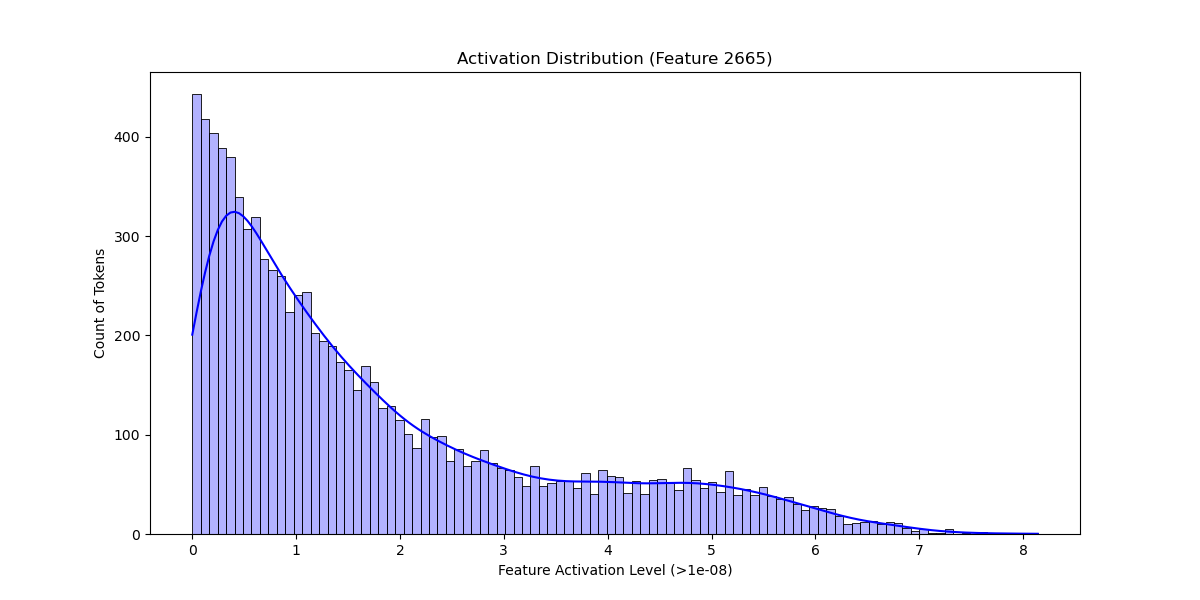 Activation Distribution (Feature 2665)
400
300
200
100
0
Count of Tokens
0 1 2 3 4 5 6 7 8
Feature Activation Level (>1e-08)